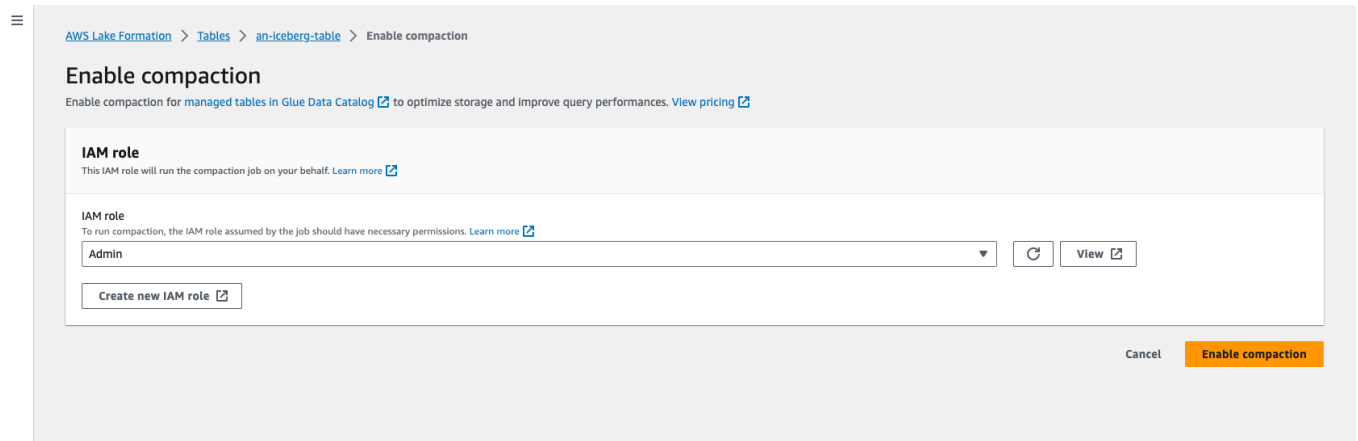 AWS Lake Formation > Tables > an-iceberg-table > Enable compaction
Enable compaction
Enable compaction for managed tables in Glue Data Catalog to optimize storage and improve query performances. View pricing
IAM role
This IAM role will run the compaction job on your behalf. Learn more
IAM role
To run compaction, the IAM role assumed by the job should have necessary permissions. Learn more
Admin
View
Create new IAM role
Cancel
Enable compaction